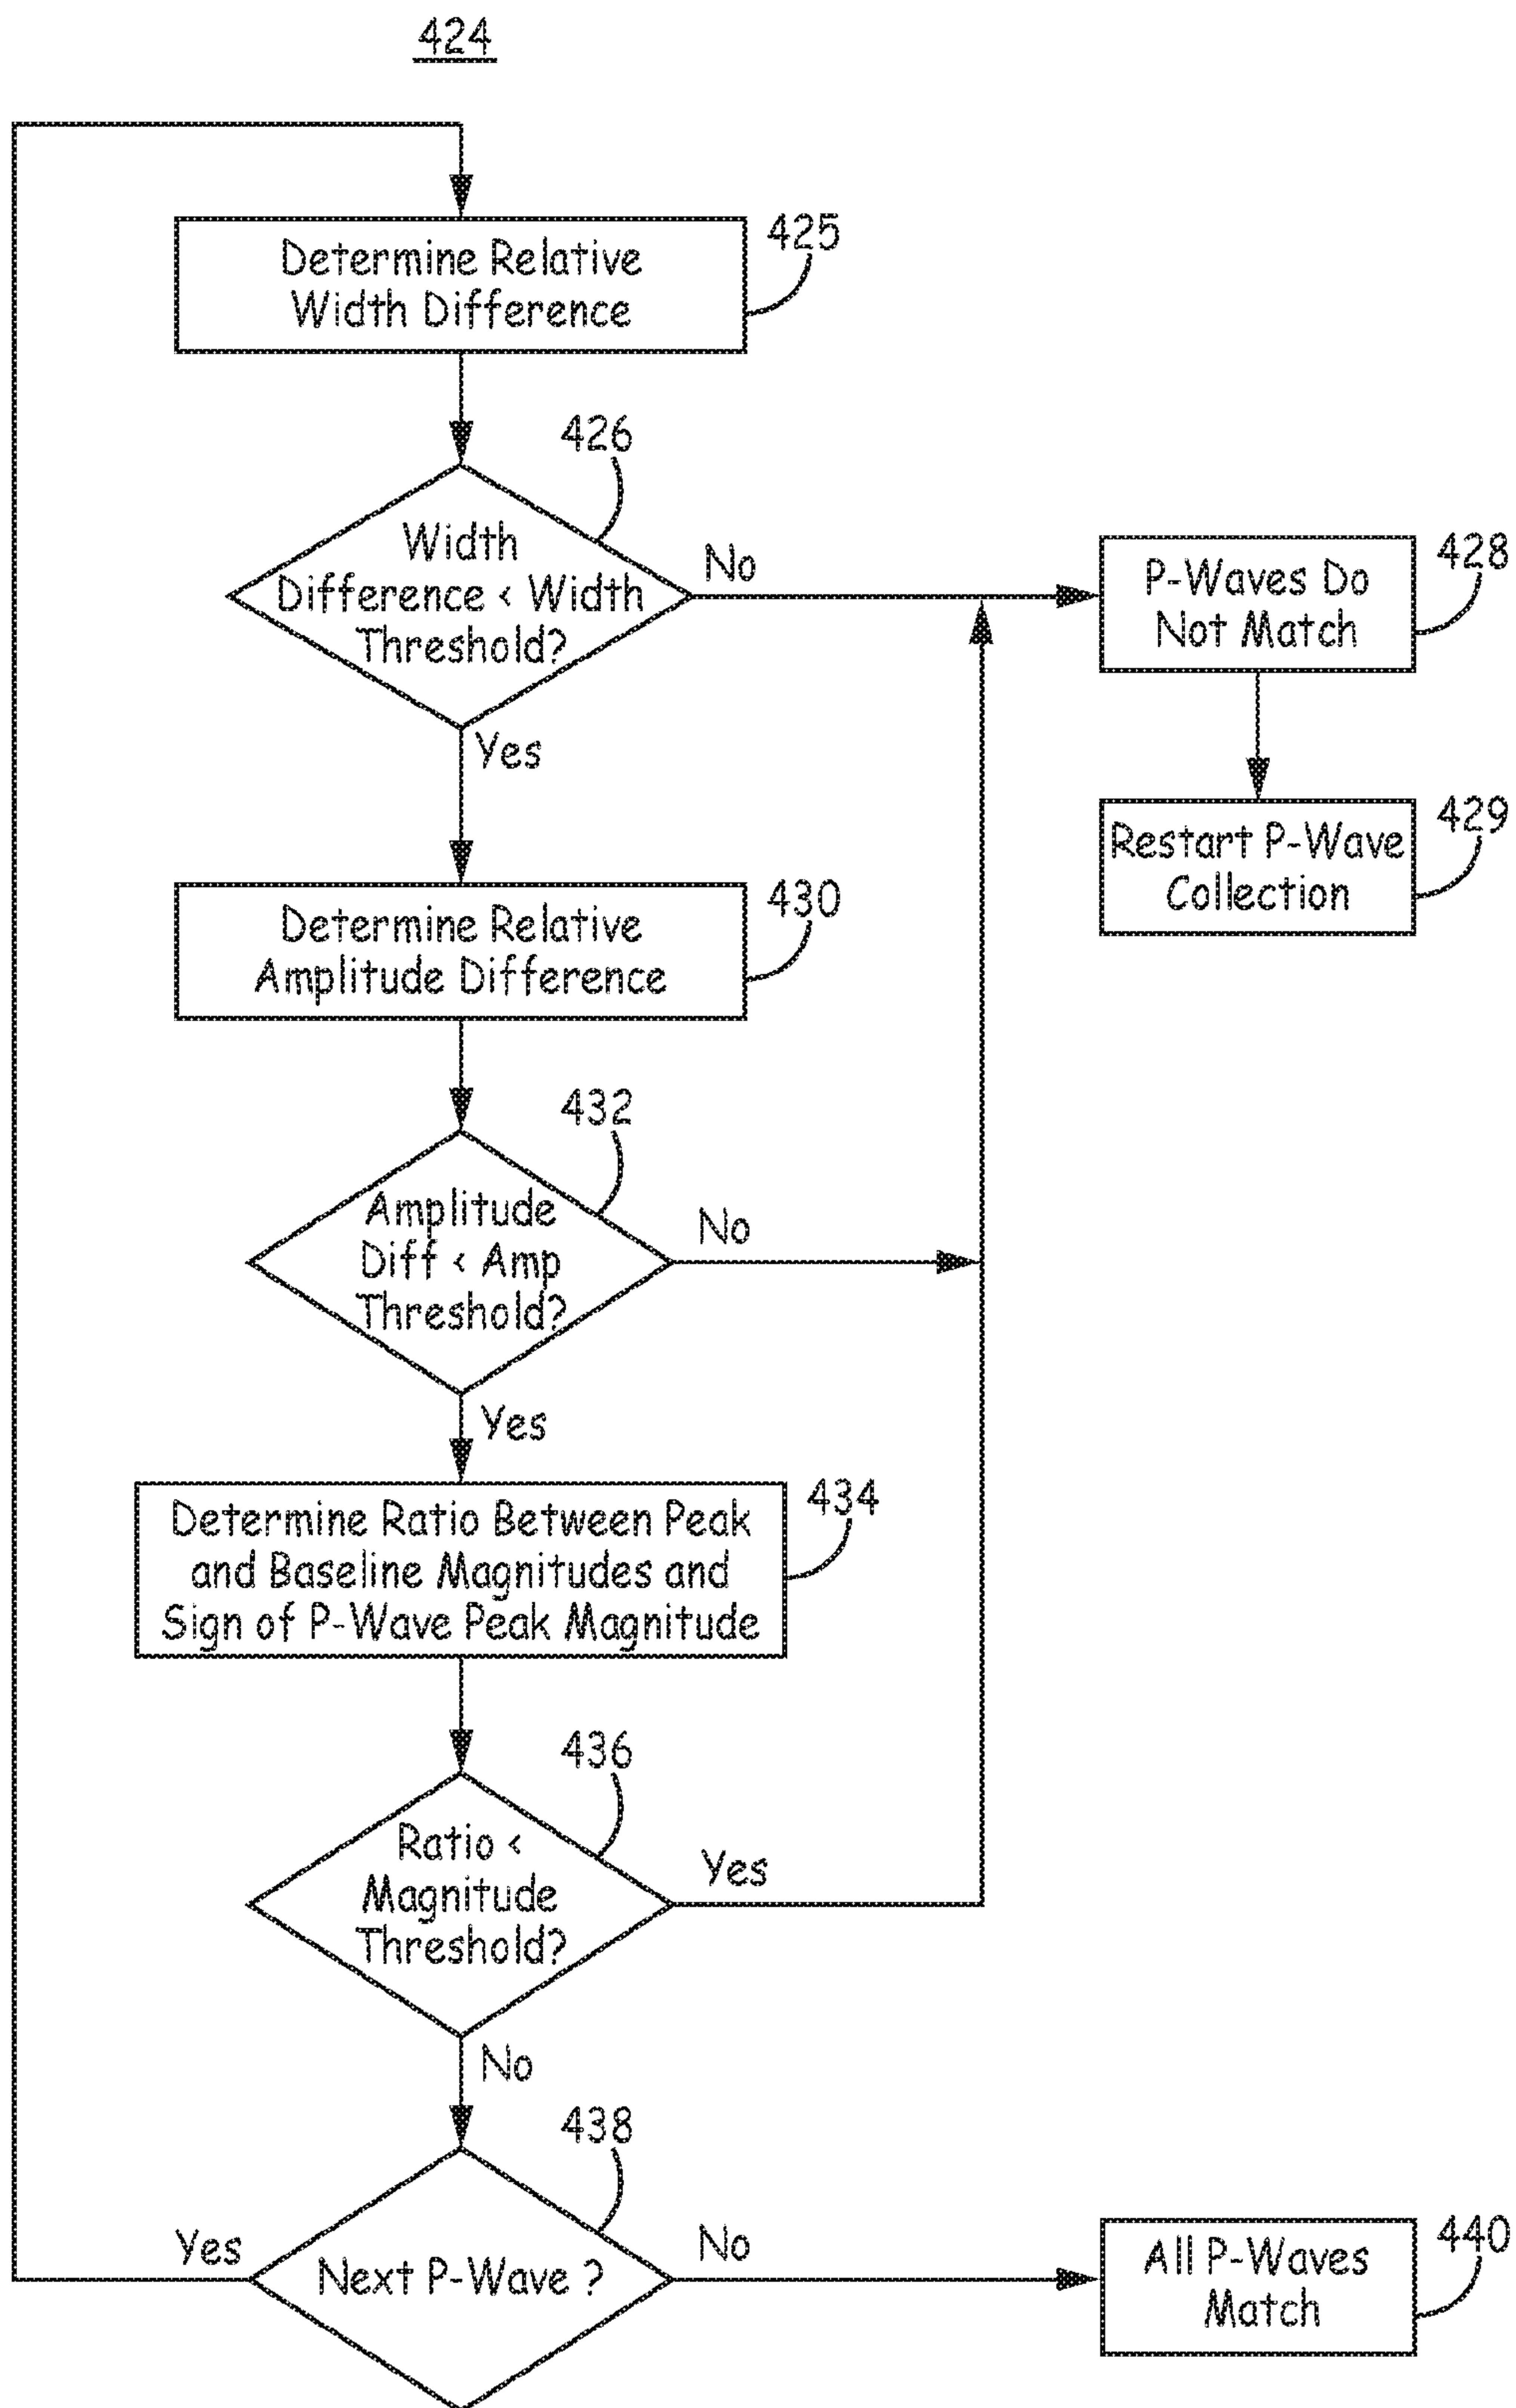 424
Determine Relative
Width Difference
425
426
Width
Difference < Width
Threshold?
No
Yes
P-Waves Do
Not Match
428
Restart P-Wave
Collection
429
Determine Relative
Amplitude Difference
430
432
Amplitude
Diff < Amp
Threshold?
No
Yes
Determine Ratio Between Peak
and Baseline Magnitudes and
Sign of P-Wave Peak Magnitude
434
436
Ratio <
Magnitude
Threshold?
Yes
No
438
Yes
Next P-Wave ?
No
All P-Waves
Match
440